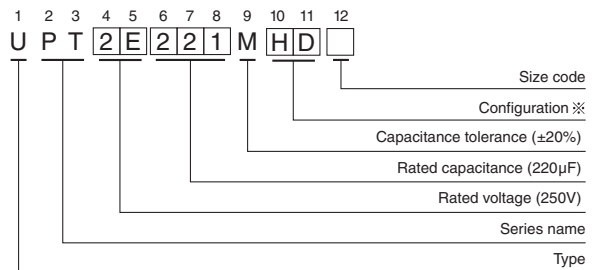 1 2 3 4 5 6 7 8 9 10 11 12
U P T 2 E 2 2 1 M H D
Size code
Configuration ※
Capacitance tolerance (±20%)
Rated capacitance (220µF)
Rated voltage (250V)
Series name
Type